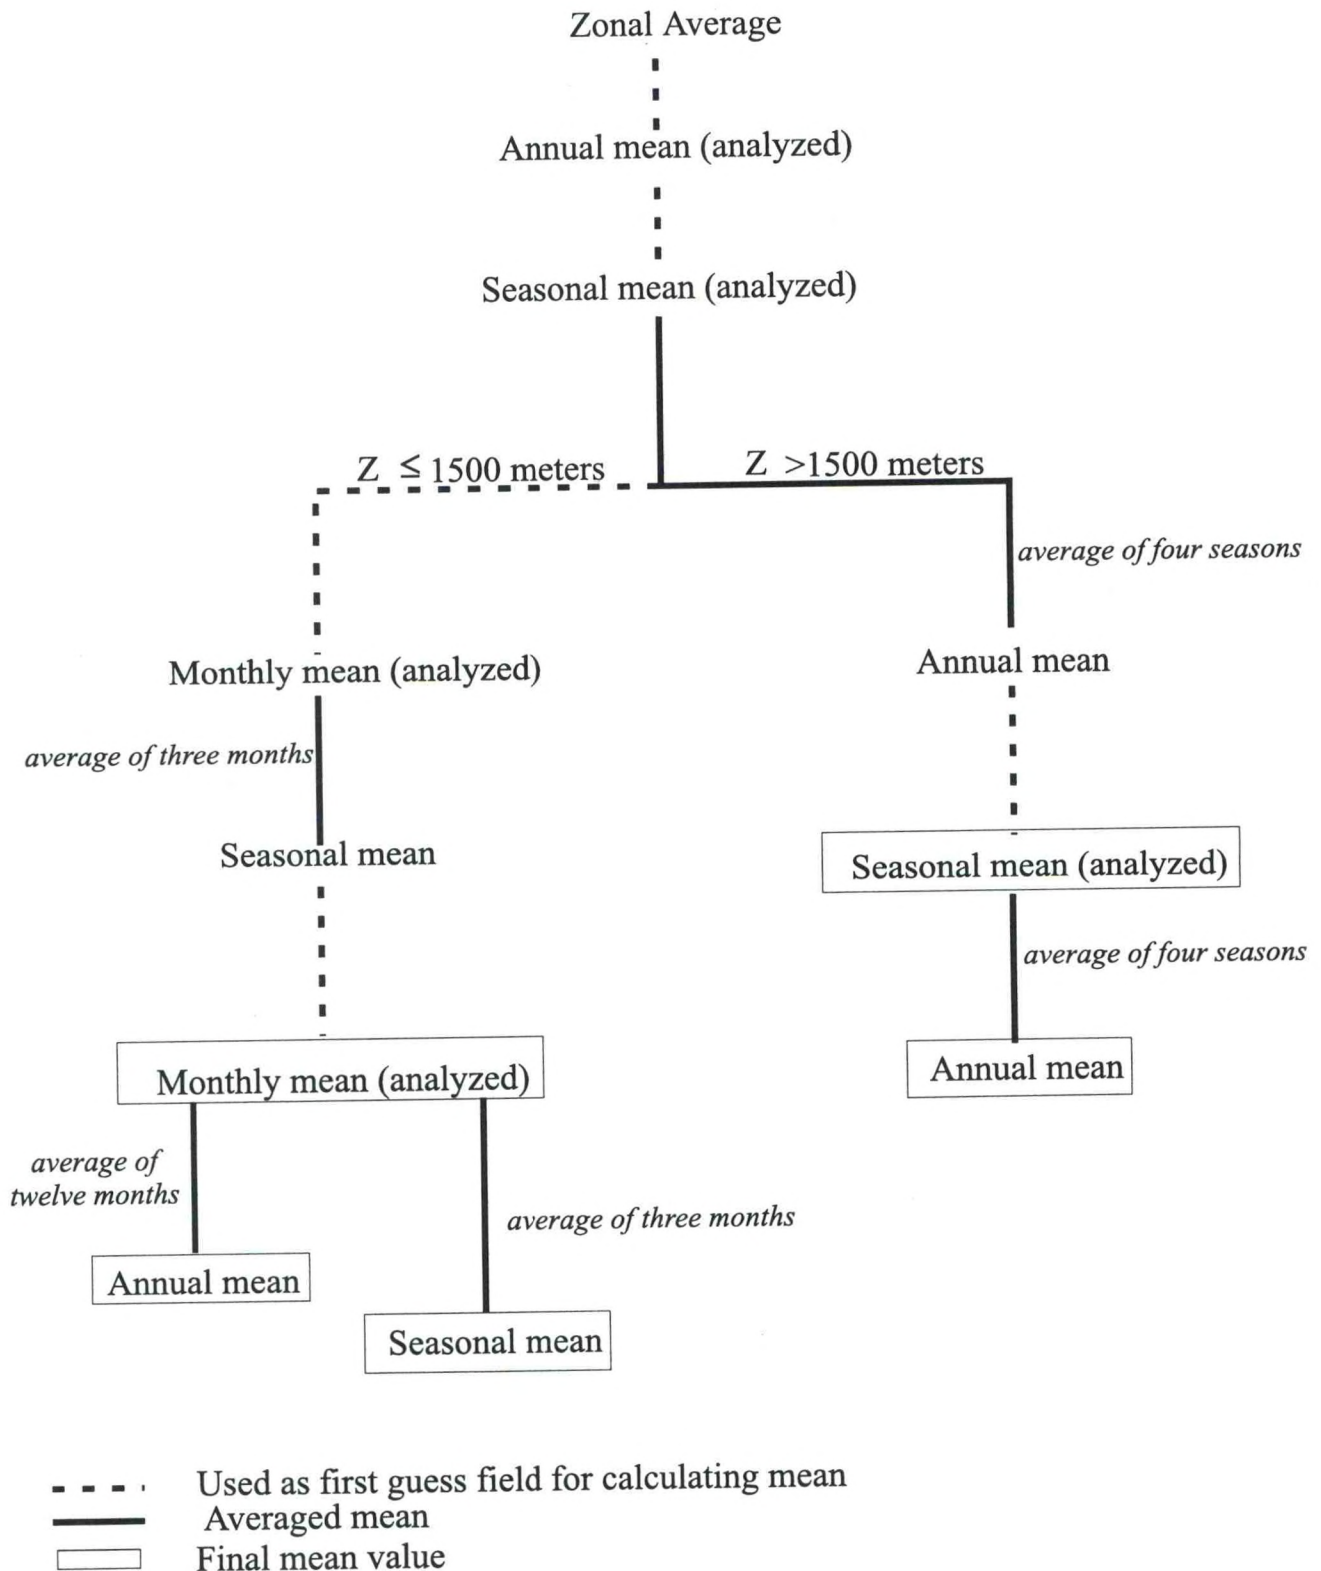 Zonal Average
Annual mean (analyzed)
Seasonal mean (analyzed)
Z ≤ 1500 meters
Z >1500 meters
average of four seasons
Monthly mean (analyzed)
Annual mean
average of three months
Seasonal mean
Seasonal mean (analyzed)
average of four seasons
Monthly mean (analyzed)
Annual mean
average of
twelve months
average of three months
Annual mean
Seasonal mean
Used as first guess field for calculating mean
Averaged mean
Final mean value